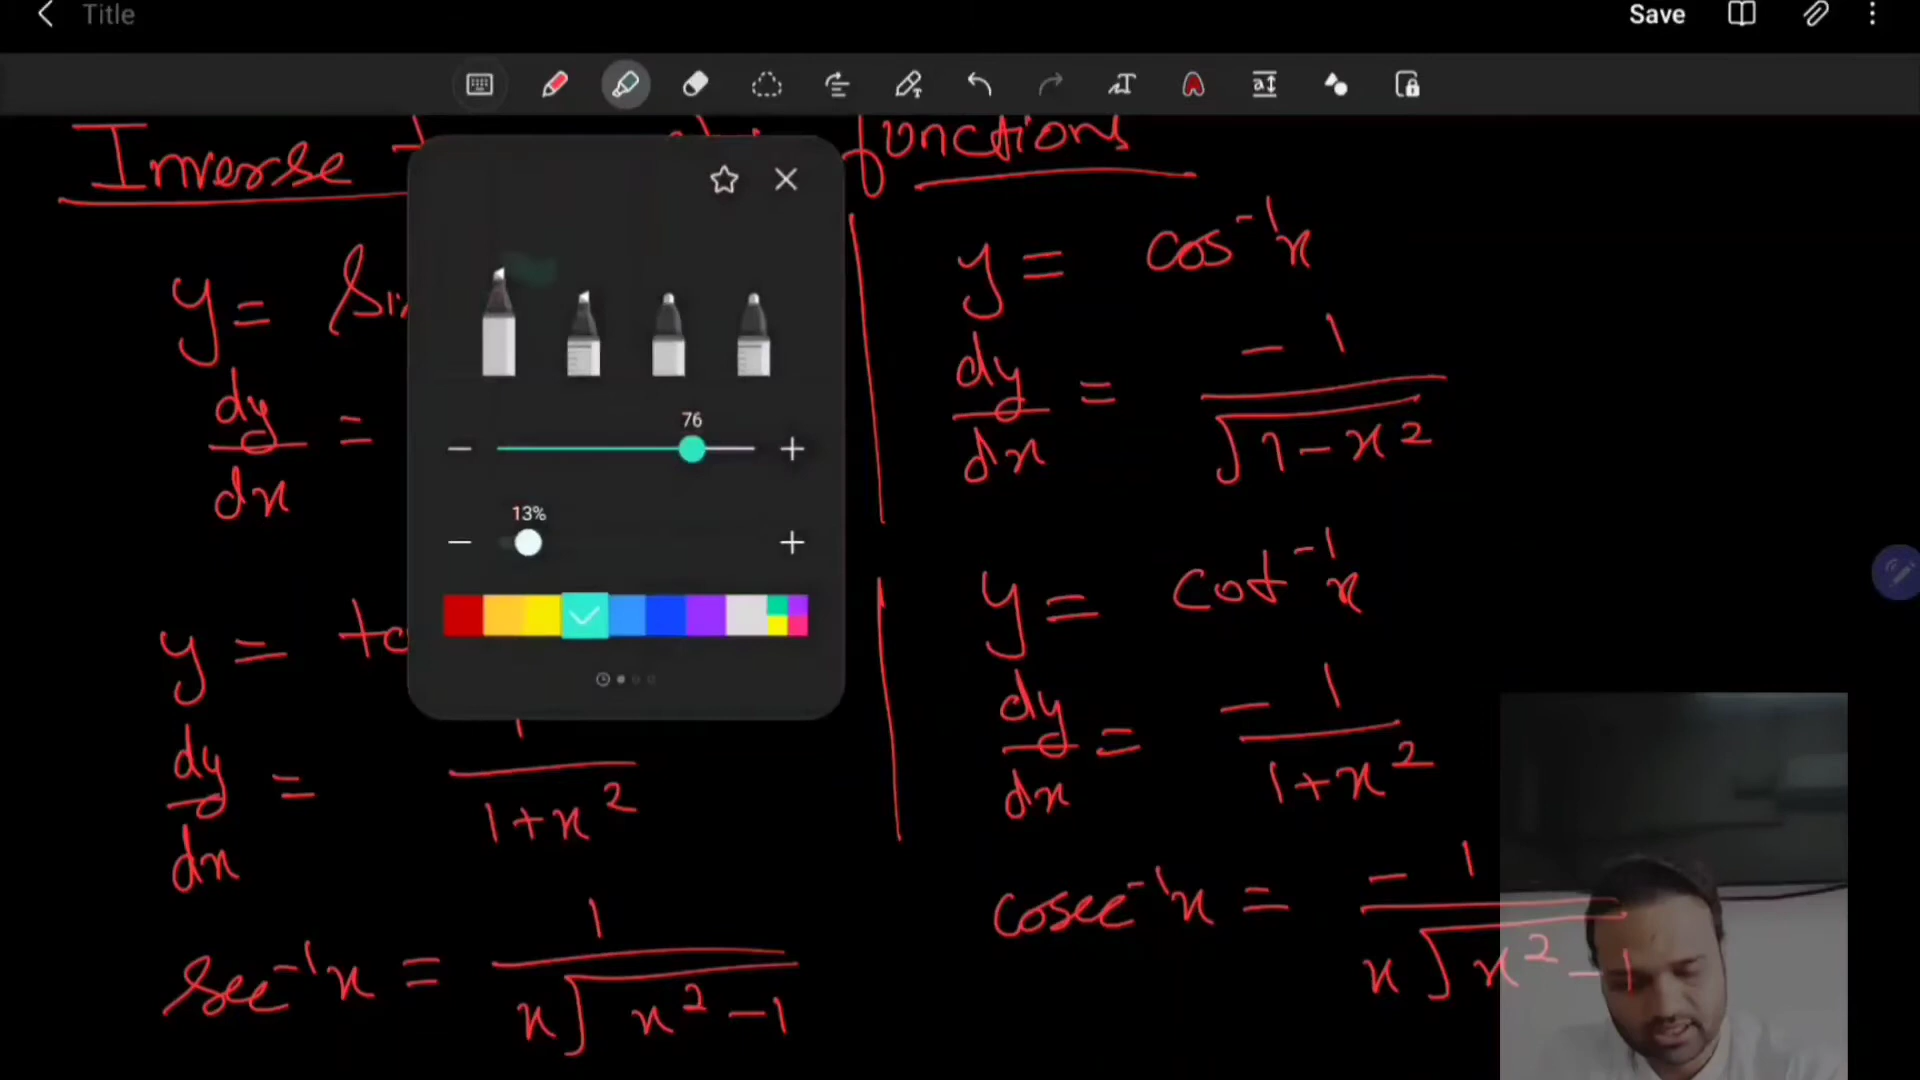 Title
Save
Inverse functions
y =
dy/dx =
y =
dy/dx = 1/(1+x²)
sec⁻¹x = 1/(x√(x²-1))
76
13%
y = cos⁻¹x
dy/dx = -1/√(1-x²)
y = cot⁻¹x
dy/dx = -1/(1+x²)
cosec⁻¹x = -1/(x√(x²-1))